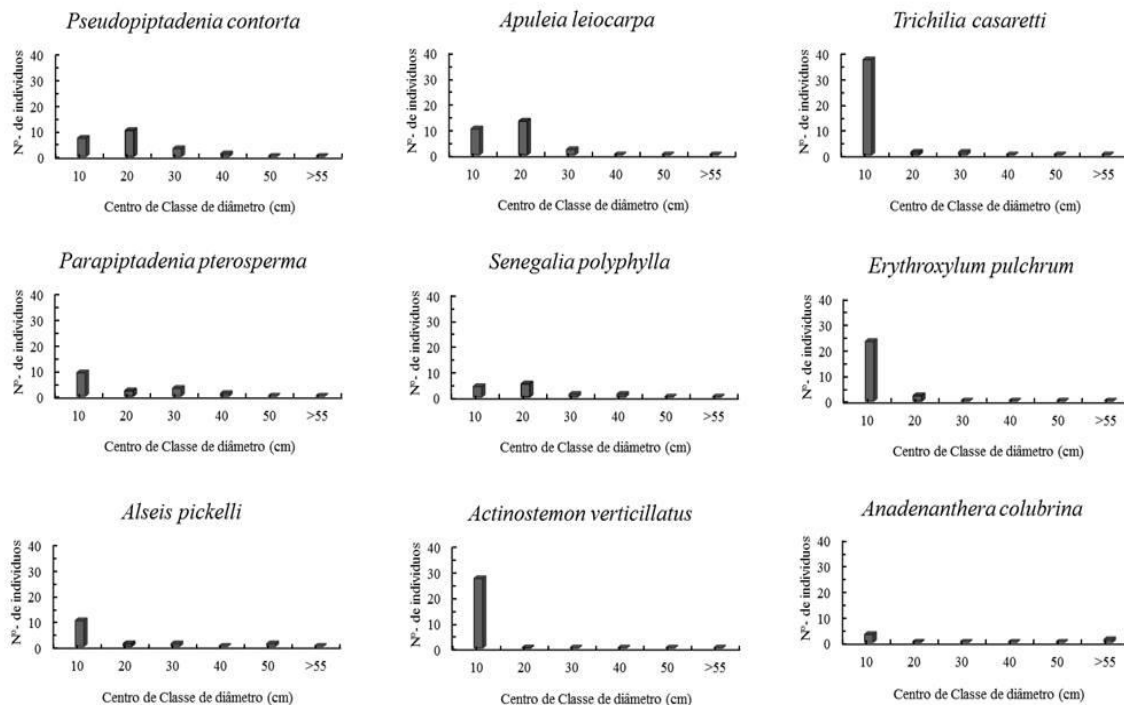 Pseudopiptadenia contorta
Nº- de individuos
40
30
20
10
0
10 20 30 40 50 >55
Centro de Classe de diâmetro (cm)
Apuleia leiocarpa
Nº- de individuos
40
30
20
10
0
10 20 30 40 50 >55
Centro de Classe de diâmetro (cm)
Trichilia casaretti
Nº- de individuos
40
30
20
10
0
10 20 30 40 50 >55
Centro de Classe de diâmetro (cm)
Parapiptadenia pterosperma
Nº- de individuos
40
30
20
10
0
10 20 30 40 50 >55
Centro de Classe de diâmetro (cm)
Senegalia polyphylla
Nº- de individuos
40
30
20
10
0
10 20 30 40 50 >55
Centro de Classe de diâmetro (cm)
Erythroxylum pulchrum
Nº- de individuos
40
30
20
10
0
10 20 30 40 50 >55
Centro de Classe de diâmetro (cm)
Alseis pickelli
Nº- de individuos
40
30
20
10
0
10 20 30 40 50 >55
Centro de Classe de diâmetro (cm)
Actinostemon verticillatus
Nº- de individuos
40
30
20
10
0
10 20 30 40 50 >55
Centro de Classe de diâmetro (cm)
Anadenanthera colubrina
Nº- de individuos
40
30
20
10
0
10 20 30 40 50 >55
Centro de Classe de diâmetro (cm)